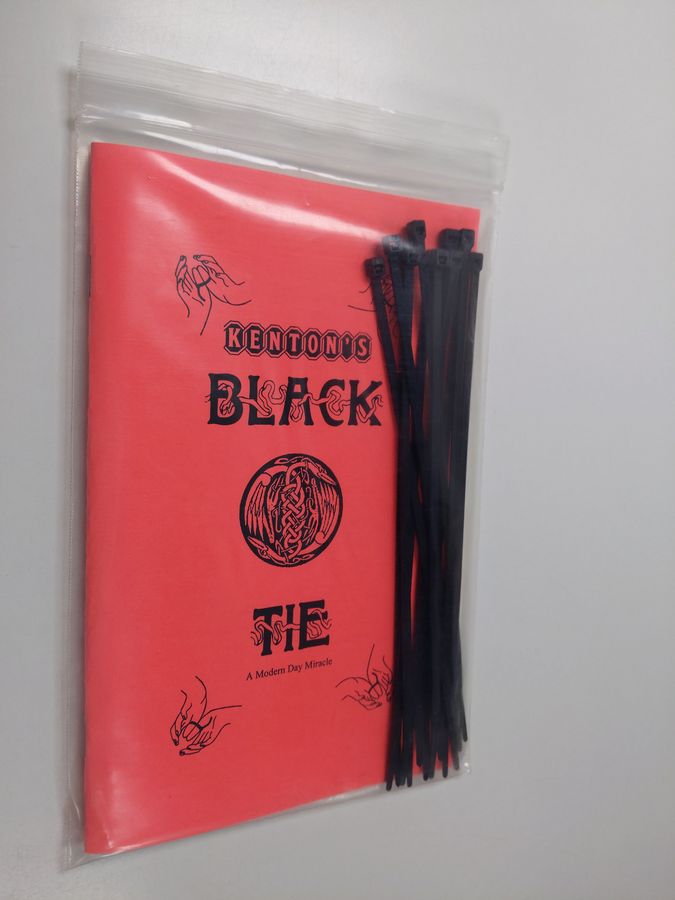 KENTON'S
BLACK
TIE
A Modern Day Miracle